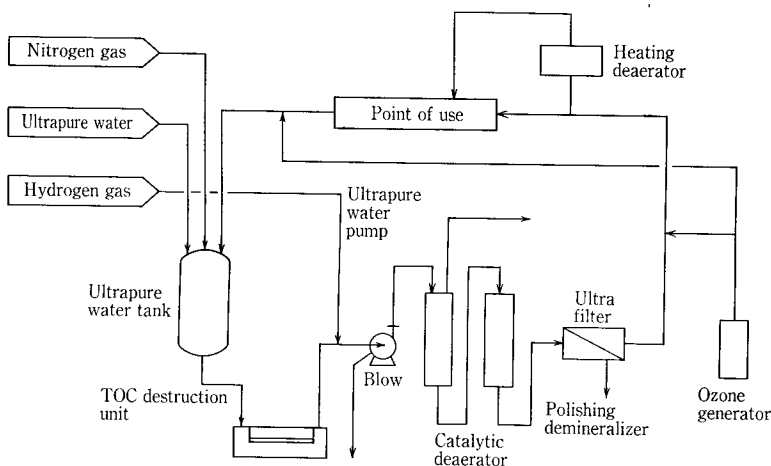 Nitrogen gas
Ultrapure water
Hydrogen gas
Heating
deaerator
Point of use
Ultrapure
water
pump
Ultrapure
water tank
TOC destruction
unit
Blow
Catalytic
deaerator
Ultra
filter
Polishing
demineralizer
Ozone
generator